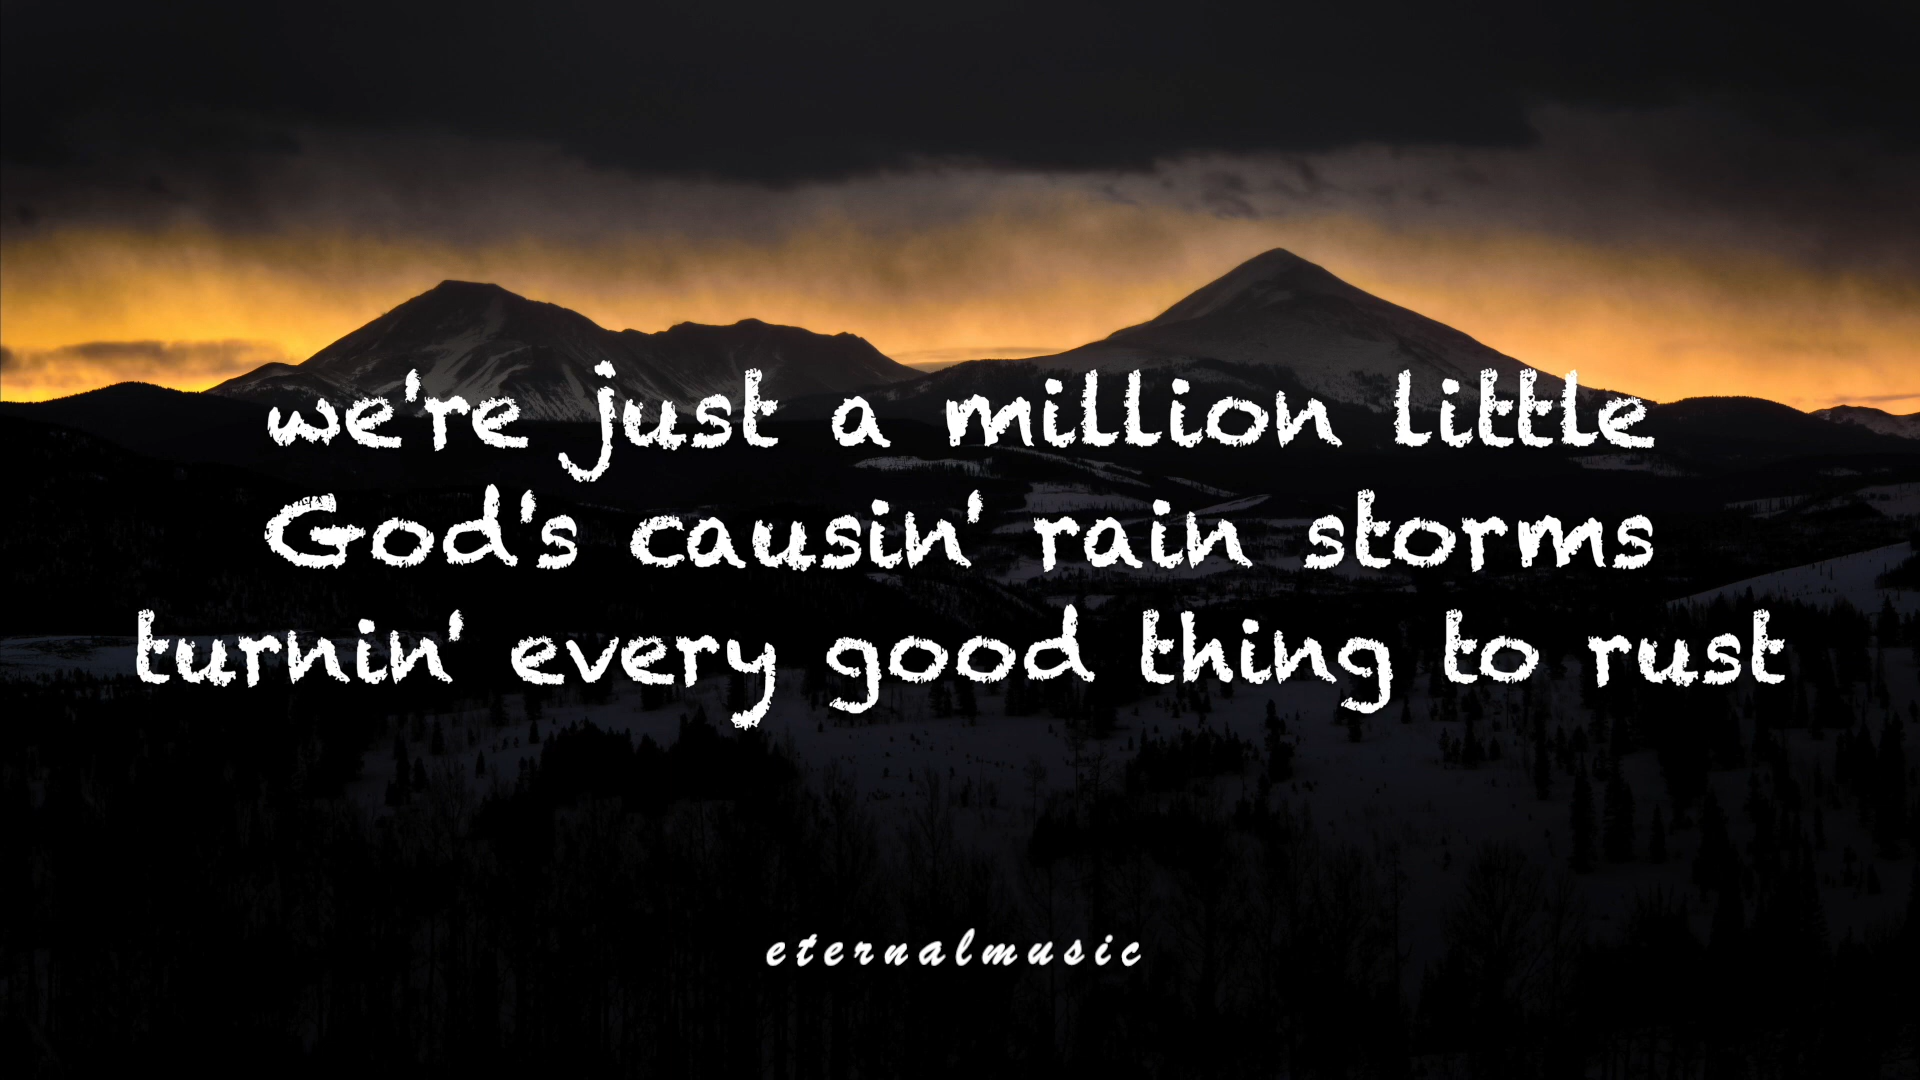 we're just a million little
God's causin' rain storms
turnin' every good thing to rust
eternalmusic